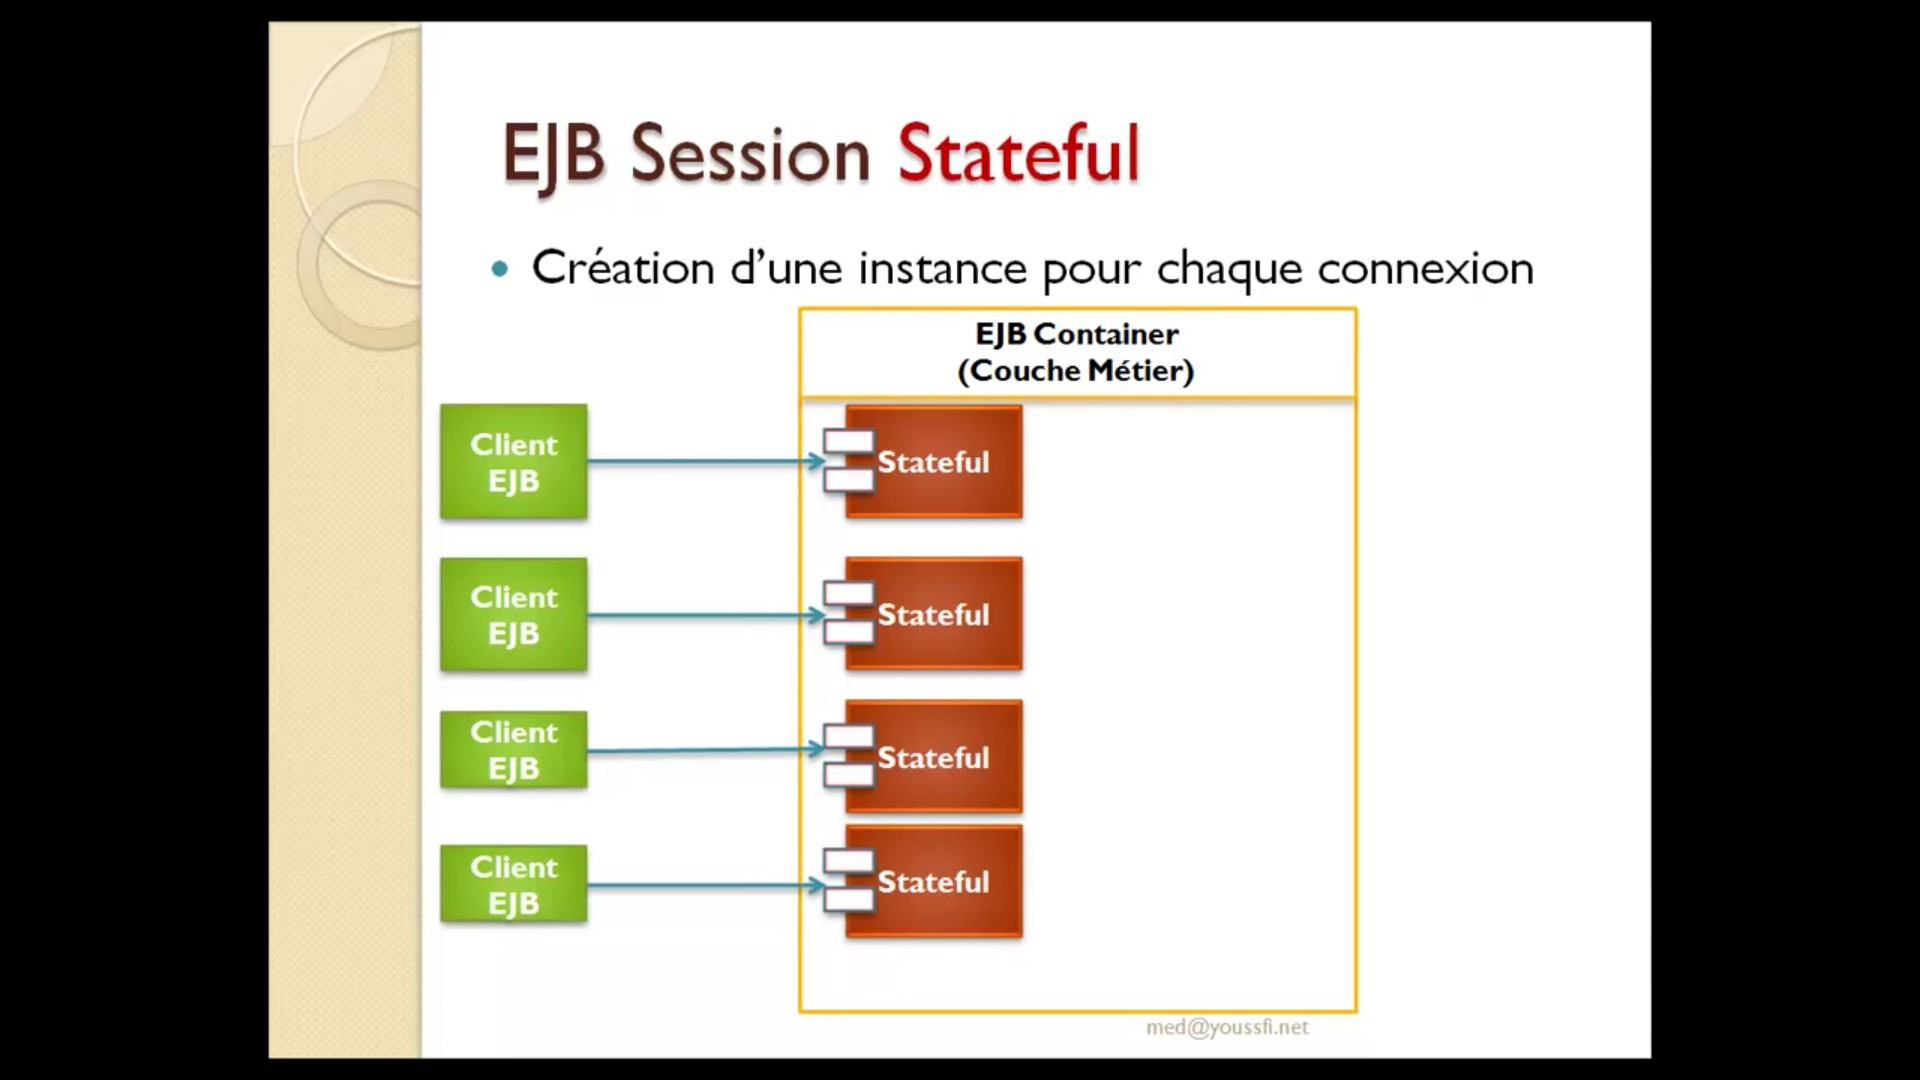 EJB Session Stateful
• Création d’une instance pour chaque connexion
EJB Container
(Couche Métier)
Client
EJB
Stateful
Client
EJB
Stateful
Client
EJB
Stateful
Client
EJB
Stateful
med@youssfi.net